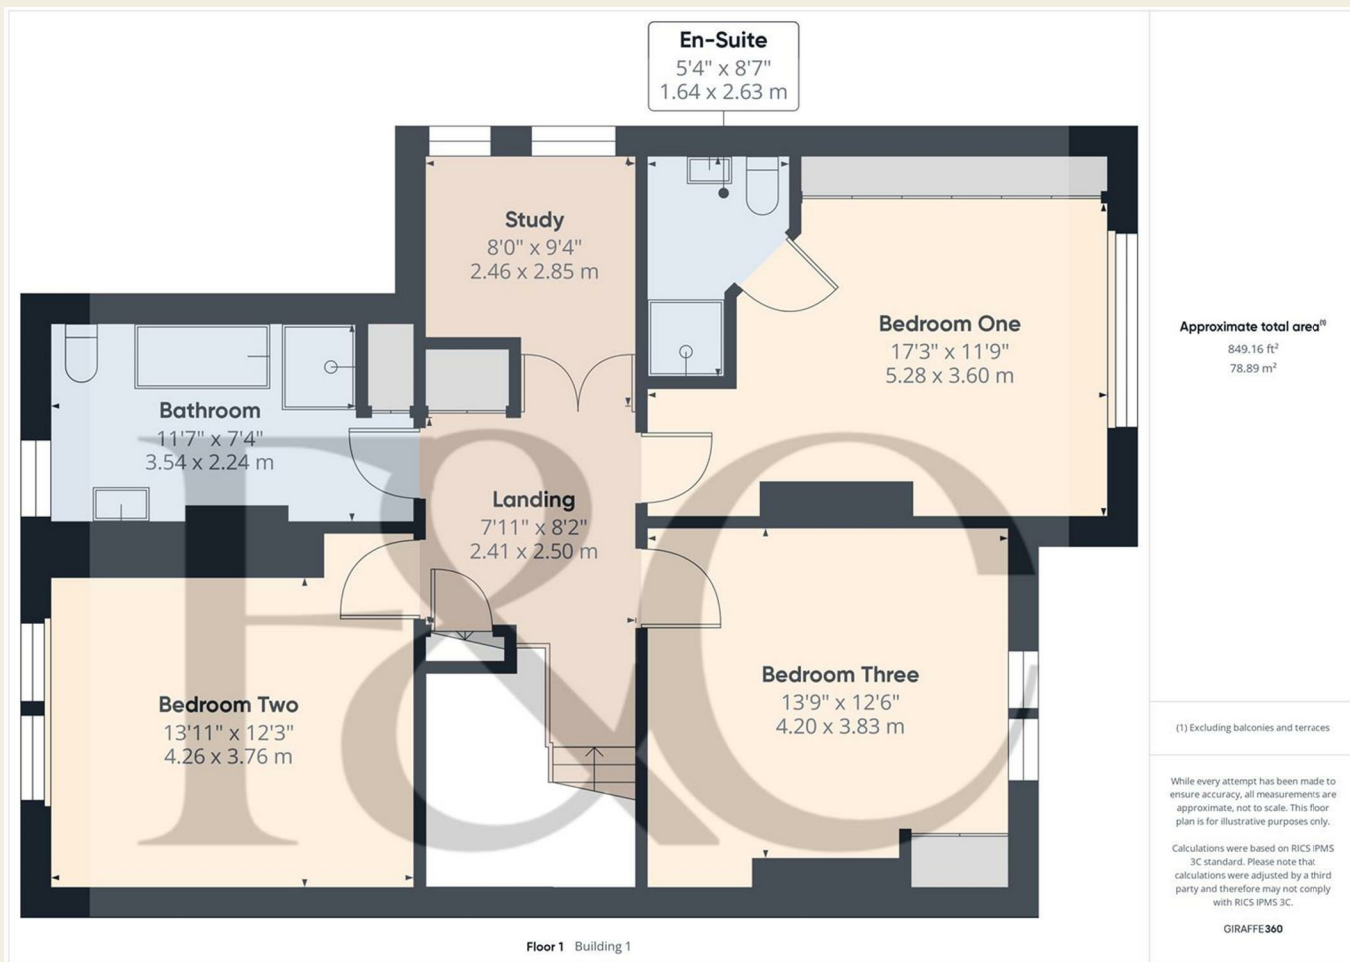 En-Suite
5'4" x 8'7"
1.64 x 2.63 m
Study
8'0" x 9'4"
2.46 x 2.85 m
Bedroom One
17'3" x 11'9"
5.28 x 3.60 m
Bathroom
11'7" x 7'4"
3.54 x 2.24 m
Landing
7'11" x 8'2"
2.41 x 2.50 m
Bedroom Two
13'11" x 12'3"
4.26 x 3.76 m
Bedroom Three
13'9" x 12'6"
4.20 x 3.83 m
F&C
Floor 1 Building 1
Approximate total area(1)
849.16 ft²
78.89 m²
(1) Excluding balconies and terraces
While every attempt has been made to
ensure accuracy, all measurements are
approximate, not to scale. This floor
plan is for illustrative purposes only.
Calculations were based on RICS IPMS
3C standard. Please note that
calculations were adjusted by a third
party and therefore may not comply
with RICS IPMS 3C.
GIRAFFE360